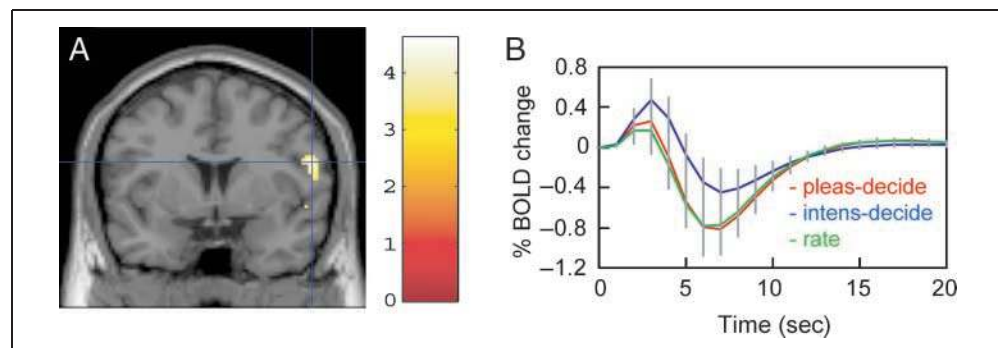 A
4
3
2
1
0
B
% BOLD change
0.8
0.4
0
–0.4
–0.8
–1.2
- pleas-decide
- intens-decide
- rate
0 5 10 15 20
Time (sec)